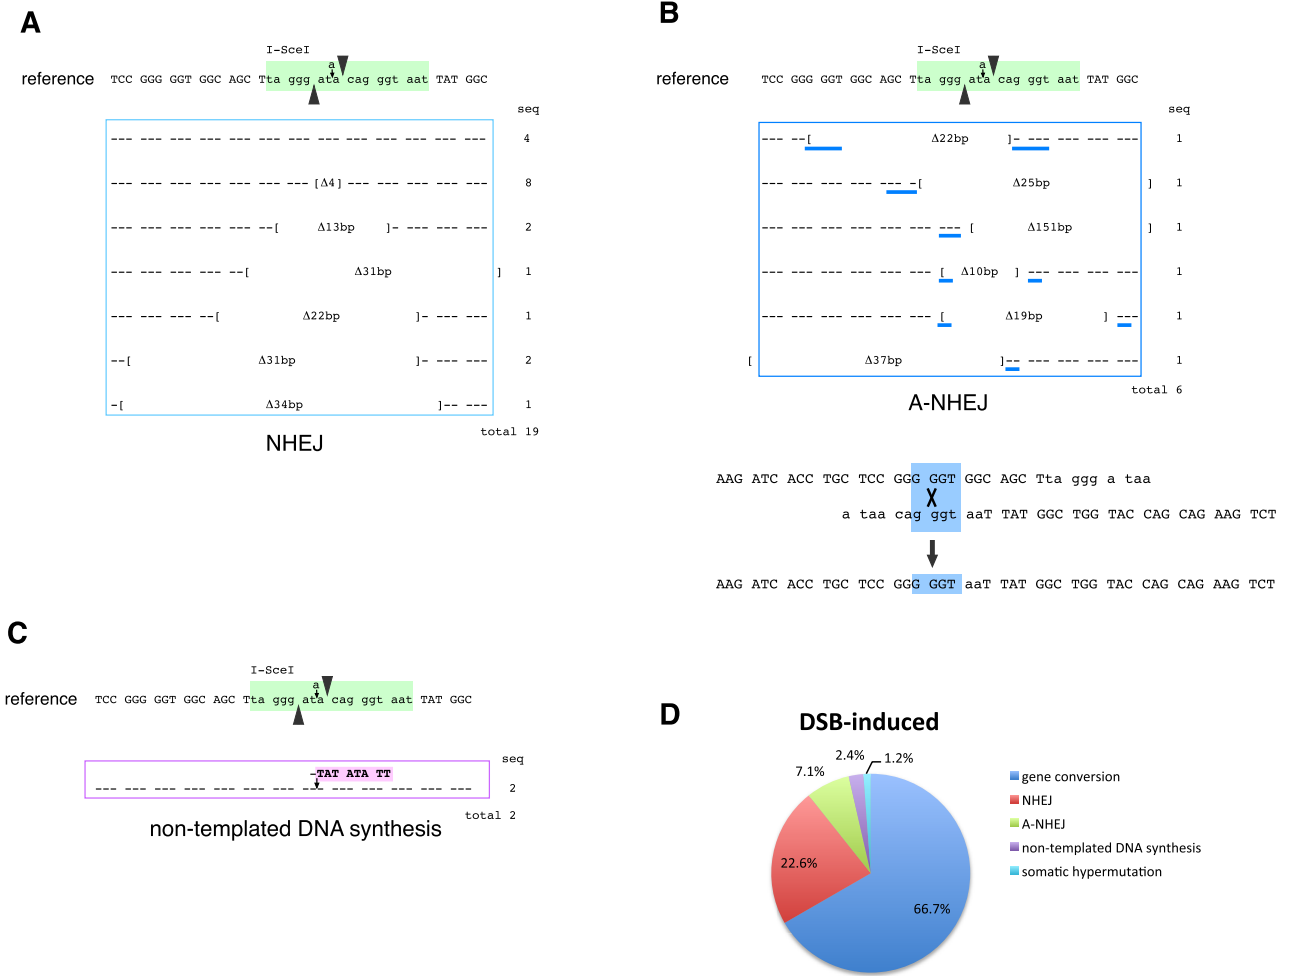 A
I-SceI
a
reference TCC GGG GGT GGC AGC Tta ggg ata cag ggt aat TAT GGC
seq
--- --- --- --- --- --- --- --- --- --- --- --- --- 4
--- --- --- --- --- --- --- [Δ4] --- --- --- --- --- 8
--- --- --- --- --- --[ Δ13bp ]- --- --- --- 2
--- --- --- --- --[ Δ31bp ] 1
--- --- --- --[ Δ22bp ]- --- --- 1
--[ Δ31bp ]- --- --- 2
-[ Δ34bp ]-- --- 1
total 19
NHEJ
B
I-SceI
a
reference TCC GGG GGT GGC AGC Tta ggg ata cag ggt aat TAT GGC
seq
--- --[ Δ22bp ]- --- --- --- --- 1
--- --- --- --- --- -[ Δ25bp ] 1
--- --- --- --- --- --- --- [ Δ151bp ] 1
--- --- --- --- --- --- [ Δ10bp ] --- --- --- --- 1
--- --- --- --- --- --- [ Δ19bp ] --- 1
[ Δ37bp ]-- --- --- --- --- 1
total 6
A-NHEJ
AAG ATC ACC TGC TCC GGG GGT GGC AGC Tta ggg a taa
X
a taa cag ggt aaT TAT GGC TGG TAC CAG CAG AAG TCT
AAG ATC ACC TGC TCC GGG GGT aaT TAT GGC TGG TAC CAG CAG AAG TCT
C
I-SceI
a
reference TCC GGG GGT GGC AGC Tta ggg ata cag ggt aat TAT GGC
seq
-TAT ATA TT
--- --- --- --- --- --- --- --- --- --- --- --- --- 2
total 2
non-templated DNA synthesis
D
DSB-induced
2.4%
1.2%
7.1%
22.6%
66.7%
gene conversion
NHEJ
A-NHEJ
non-templated DNA synthesis
somatic hypermutation